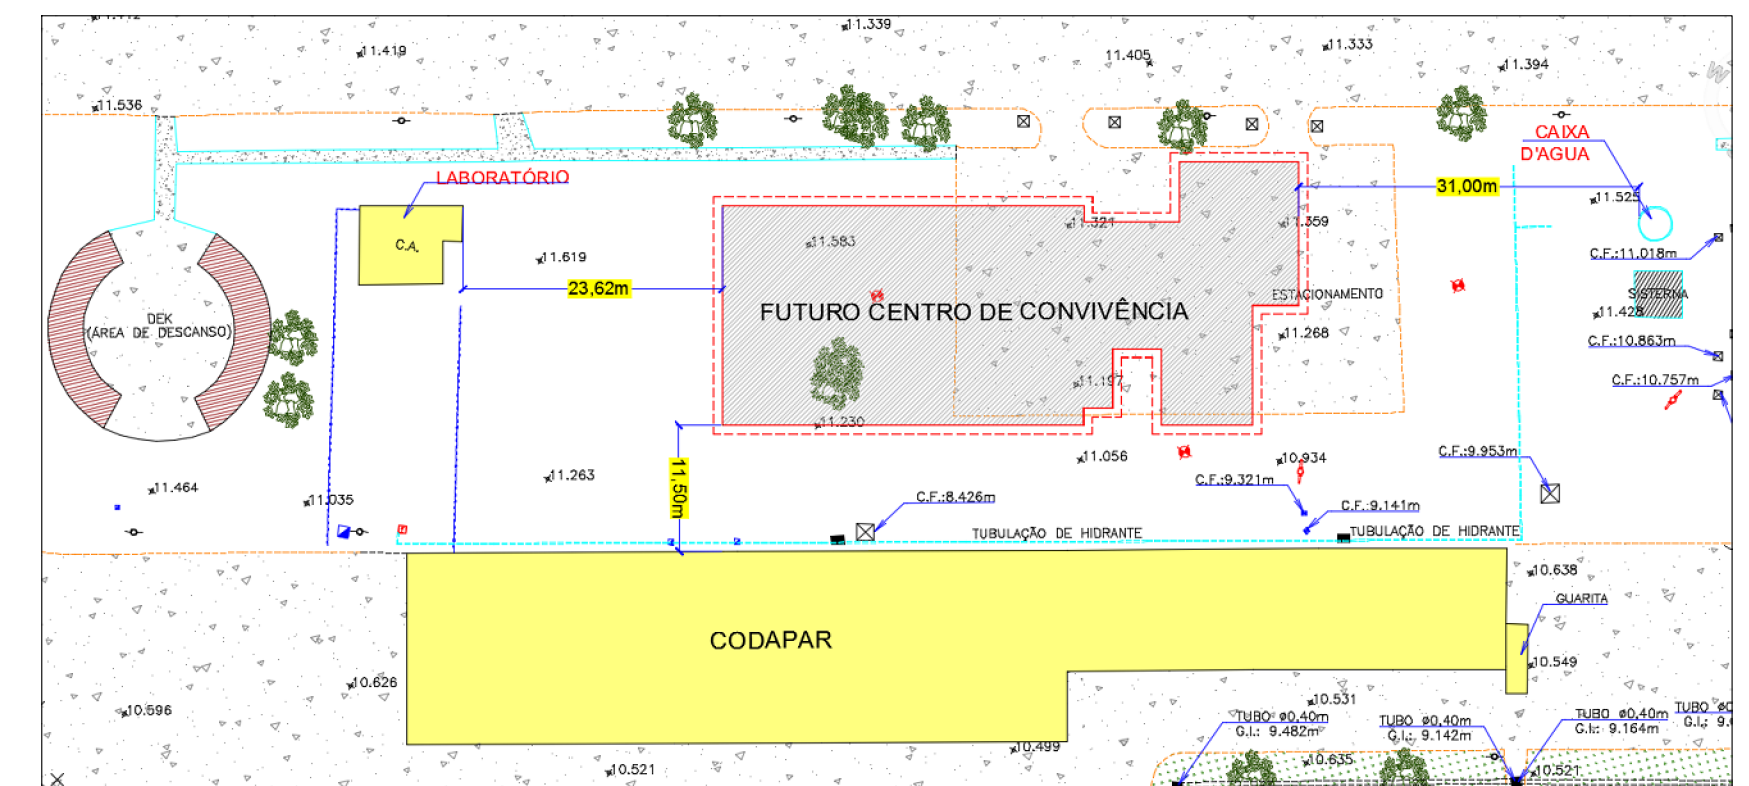 11.339
11.419
11.405
11.333
11.394
11.536
CAIXA
D'AGUA
LABORATÓRIO
31,00m
11.525
C.A.
11.321
11.359
11.583
11.619
C.F.:11.018m
23,62m
ESTACIONAMENTO
SISTERNA
FUTURO CENTRO DE CONVIVÊNCIA
11.428
DEK
(ÁREA DE DESCANSO)
11.268
C.F.:10.863m
11.197
C.F.:10.757m
11.230
11.056
10.934
C.F.:9.953m
11.263
11,50m
C.F.:9.321m
11.464
11.035
C.F.:8.426m
C.F.:9.141m
TUBULAÇÃO DE HIDRANTE
TUBULAÇÃO DE HIDRANTE
10.638
GUARITA
CODAPAR
10.549
10.626
10.531
10.596
TUBO ø0,40m
G.I.: 9.482m
TUBO ø0,40m
G.I.: 9.142m
TUBO ø0,40m
G.I.: 9.164m
TUBO
G.I.:
10.499
10.635
10.521
10.521